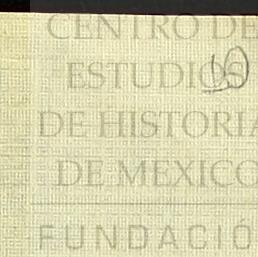 CENTRO DE
ESTUDIOS
DE HISTORIA
DE MEXICO
FUNDACIÓ